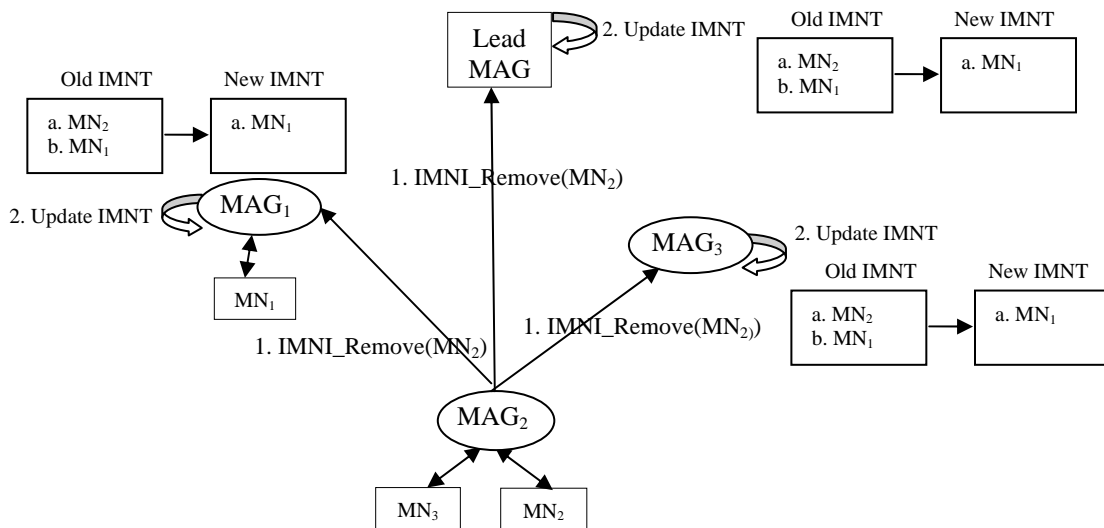 Lead
MAG
2. Update IMNT
Old IMNT New IMNT
a. MN₂
b. MN₁
a. MN₁
Old IMNT New IMNT
a. MN₂
b. MN₁
a. MN₁
1. IMNI_Remove(MN₂)
2. Update IMNT
MAG₁
MN₁
MAG₃
2. Update IMNT
Old IMNT New IMNT
a. MN₂
b. MN₁
a. MN₁
1. IMNI_Remove(MN₂)
1. IMNI_Remove(MN₂₎)
MAG₂
MN₃
MN₂